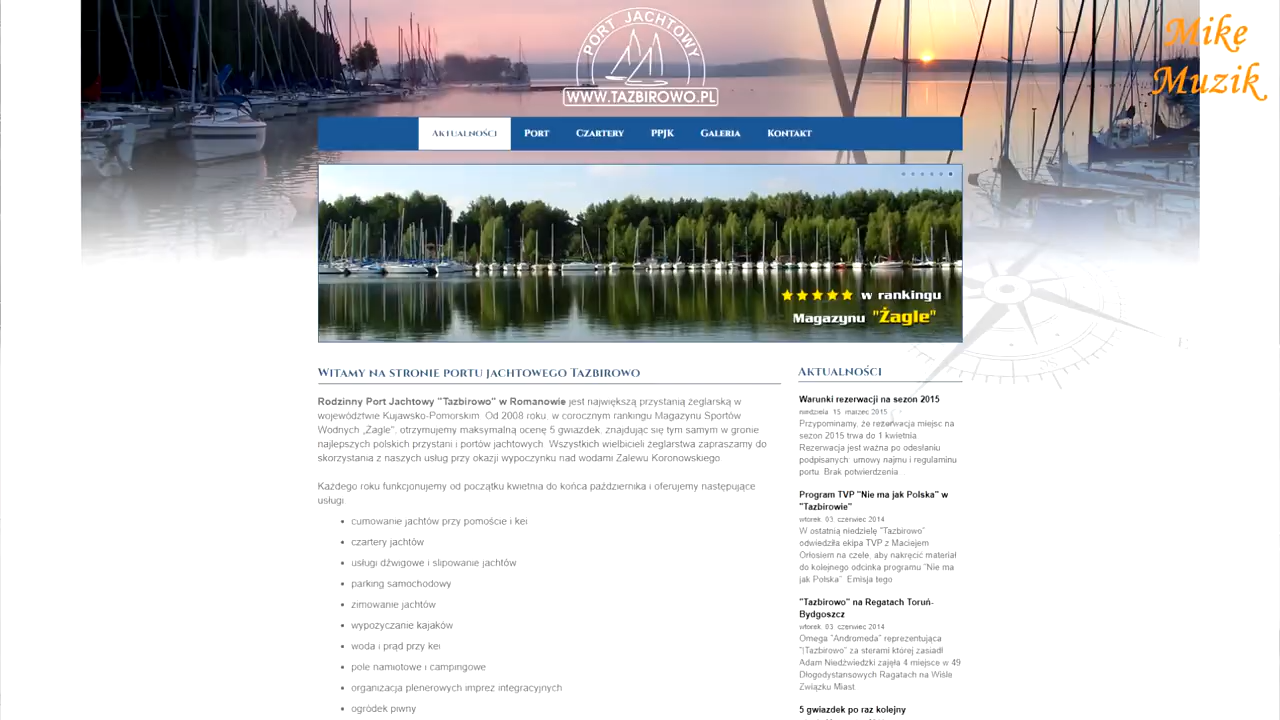 PORT JACHTOWY
WWW.TAZBIROWO.PL
Mike
Muzik
Aktualności Port Czartery PPJK Galeria Kontakt
w rankingu
Magazynu "Żagle"
Witamy na stronie portu jachtowego Tazbirowo
Rodzinny Port Jachtowy "Tazbirowo" w Romanowie jest największą przystanią żeglarską w
województwie Kujawsko-Pomorskim. Od 2008 roku, w corocznym rankingu Magazynu Sportów
Wodnych „Żagle", otrzymujemy maksymalną ocenę 5 gwiazdek, znajdując się tym samym w gronie
najlepszych polskich przystani i portów jachtowych. Wszystkich wielbicieli żeglarstwa zapraszamy do
skorzystania z naszych usług przy okazji wypoczynku nad wodami Zalewu Koronowskiego.
Każdego roku funkcjonujemy od początku kwietnia do końca października i oferujemy następujące
usługi:
• cumowanie jachtów przy pomoście i kei
• czartery jachtów
• usługi dźwigowe i slipowanie jachtów
• parking samochodowy
• zimowanie jachtów
• wypożyczanie kajaków
• woda i prąd przy kei
• pole namiotowe i campingowe
• organizacja plenerowych imprez integracyjnych
• ogródek piwny
Aktualności
Warunki rezerwacji na sezon 2015
niedziela, 15, marzec 2015
Przypominamy, że rezerwacja miejsc na
sezon 2015 trwa do 1 kwietnia.
Rezerwacja jest ważna po odesłaniu
podpisanych: umowy najmu i regulaminu
portu. Brak potwierdzenia ...
Program TVP "Nie ma jak Polska" w
"Tazbirowie"
wtorek, 03, czerwiec 2014
W ostatnią niedzielę "Tazbirowo"
odwiedziła ekipa TVP z Maciejem
Orłosiem na czele, aby nakręcić materiał
do kolejnego odcinka programu "Nie ma
jak Polska". Emisja tego
"Tazbirowo" na Regatach Toruń-
Bydgoszcz
wtorek, 03, czerwiec 2014
Omega "Andromeda" reprezentująca
"|Tazbirowo" za sterami której zasiadł
Adam Niedźwiedzki zajęła 4 miejsce w 49
Długodystansowych Ragatach na Wiśle
Związku Miast
5 gwiazdek po raz kolejny